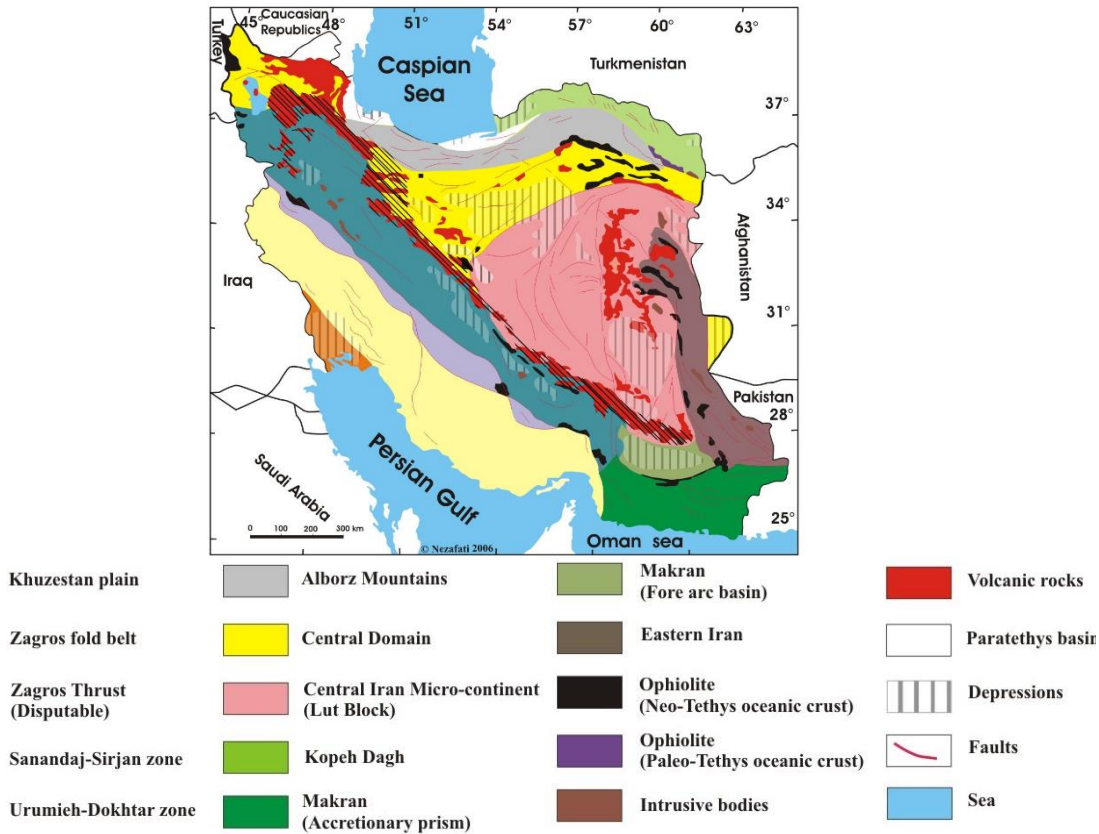 45° 48° 51° 57° 60° 63°
Caucasian
Republics
Turkey
Caspian
Sea
Turkmenistan
37°
34°
Afghanistan
Iraq
31°
Pakistan
28°
Persian Gulf
Saudi Arabia
25°
0 100 200 300 km
© Nezafati 2006
Oman sea
Khuzestan plain
Alborz Mountains
Makran
(Fore arc basin)
Volcanic rocks
Zagros fold belt
Central Domain
Eastern Iran
Paratethys basin
Zagros Thrust
(Disputable)
Central Iran Micro-continent
(Lut Block)
Ophiolite
(Neo-Tethys oceanic crust)
Depressions
Sanandaj-Sirjan zone
Kopeh Dagh
Ophiolite
(Paleo-Tethys oceanic crust)
Faults
Urumieh-Dokhtar zone
Makran
(Accretionary prism)
Intrusive bodies
Sea